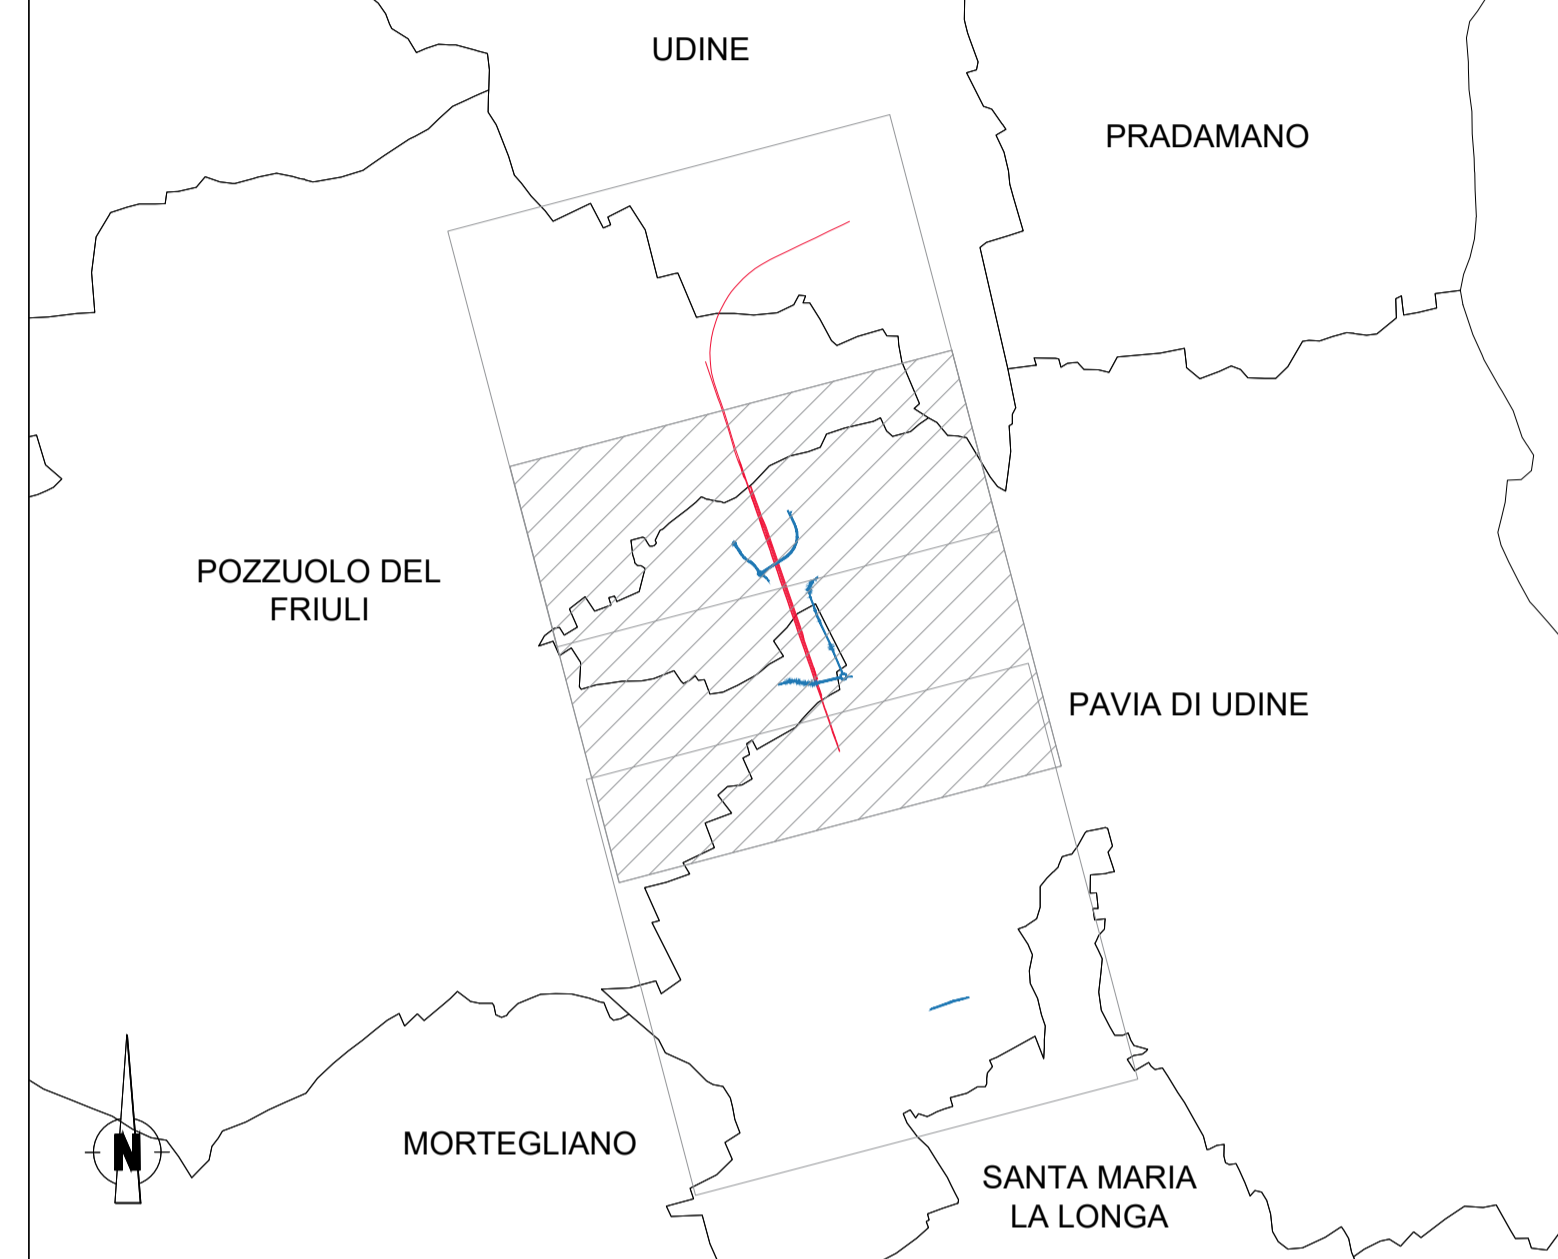 UDINE
PRADAMANO
POZZUOLO DEL
FRIULI
PAVIA DI UDINE
MORTEGLIANO
SANTA MARIA
LA LONGA
N